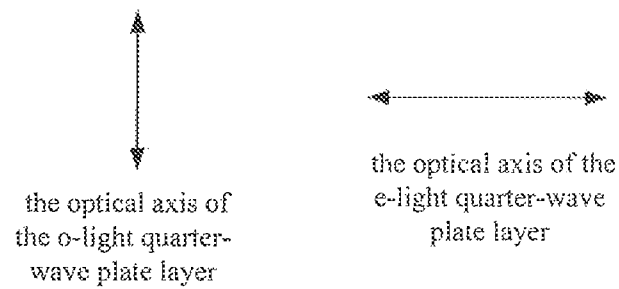 the optical axis of
the o-light quarter-
wave plate layer
the optical axis of the
e-light quarter-wave
plate layer